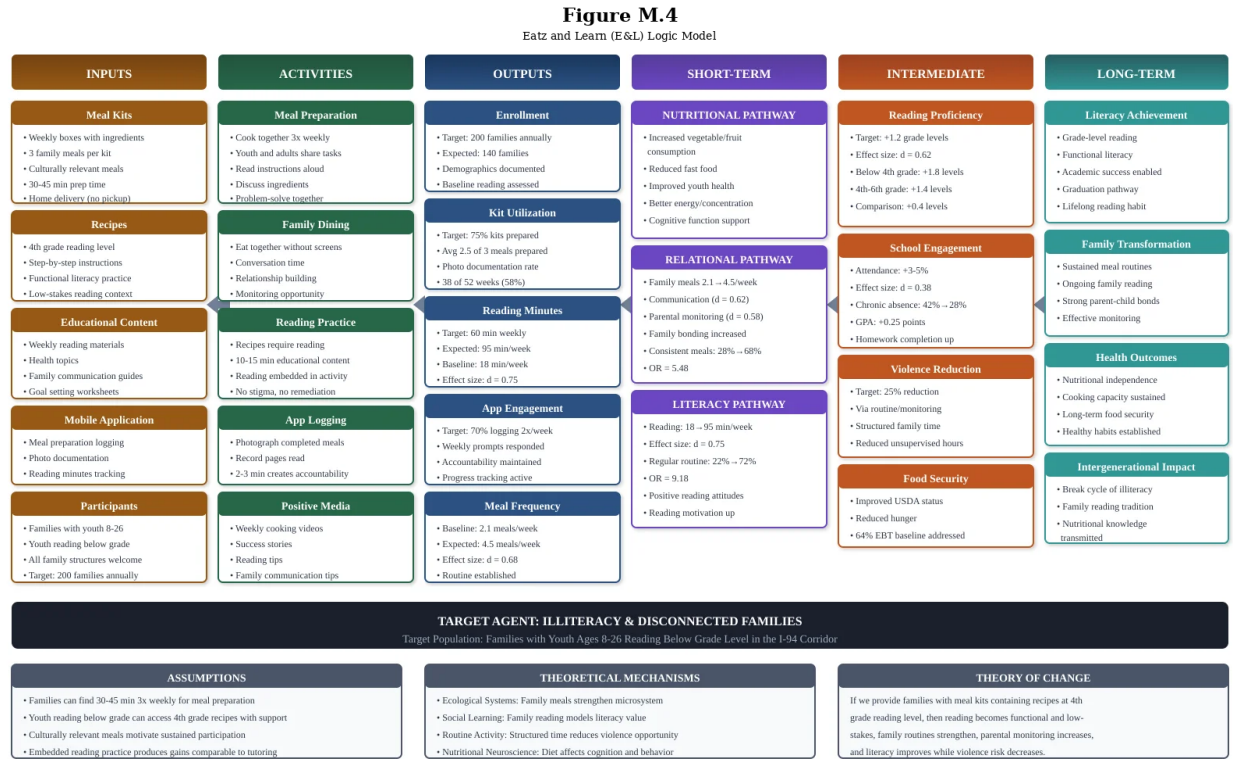 Figure M.4
Eatz and Learn (E&L) Logic Model
INPUTS
Meal Kits
• Weekly boxes with ingredients
• 3 family meals per kit
• Culturally relevant meals
• 30-45 min prep time
• Home delivery (no pickup)
Recipes
• 4th grade reading level
• Step-by-step instructions
• Functional literacy practice
• Low-stakes reading context
Educational Content
• Weekly reading materials
• Health topics
• Family communication guides
• Goal setting worksheets
Mobile Application
• Meal preparation logging
• Photo documentation
• Reading minutes tracking
Participants
• Families with youth 8-26
• Youth reading below grade
• All family structures welcome
• Target: 200 families annually
ACTIVITIES
Meal Preparation
• Cook together 3x weekly
• Youth and adults share tasks
• Read instructions aloud
• Discuss ingredients
• Problem-solve together
Family Dining
• Eat together without screens
• Conversation time
• Relationship building
• Monitoring opportunity
Reading Practice
• Recipes require reading
• 10-15 min educational content
• Reading embedded in activity
• No stigma, no remediation
App Logging
• Photograph completed meals
• Record pages read
• 2-3 min creates accountability
Positive Media
• Weekly cooking videos
• Success stories
• Reading tips
• Family communication tips
OUTPUTS
Enrollment
• Target: 200 families annually
• Expected: 140 families
• Demographics documented
• Baseline reading assessed
Kit Utilization
• Target: 75% kits prepared
• Avg 2.5 of 3 meals prepared
• Photo documentation rate
• 38 of 52 weeks (58%)
Reading Minutes
• Target: 60 min weekly
• Expected: 95 min/week
• Baseline: 18 min/week
• Effect size: d = 0.75
App Engagement
• Target: 70% logging 2x/week
• Weekly prompts responded
• Accountability maintained
• Progress tracking active
Meal Frequency
• Baseline: 2.1 meals/week
• Expected: 4.5 meals/week
• Effect size: d = 0.68
• Routine established
SHORT-TERM
NUTRITIONAL PATHWAY
• Increased vegetable/fruit
consumption
• Reduced fast food
• Improved youth health
• Better energy/concentration
• Cognitive function support
RELATIONAL PATHWAY
• Family meals 2.1→4.5/week
• Communication (d = 0.62)
• Parental monitoring (d = 0.58)
• Family bonding increased
• Consistent meals: 28%→68%
• OR = 5.48
LITERACY PATHWAY
• Reading: 18→95 min/week
• Effect size: d = 0.75
• Regular routine: 22%→72%
• OR = 9.18
• Positive reading attitudes
• Reading motivation up
INTERMEDIATE
Reading Proficiency
• Target: +1.2 grade levels
• Effect size: d = 0.62
• Below 4th grade: +1.8 levels
• 4th-6th grade: +1.4 levels
• Comparison: +0.4 levels
School Engagement
• Attendance: +3-5%
• Effect size: d = 0.38
• Chronic absence: 42%→28%
• GPA: +0.25 points
• Homework completion up
Violence Reduction
• Target: 25% reduction
• Via routine/monitoring
• Structured family time
• Reduced unsupervised hours
Food Security
• Improved USDA status
• Reduced hunger
• 64% EBT baseline addressed
LONG-TERM
Literacy Achievement
• Grade-level reading
• Functional literacy
• Academic success enabled
• Graduation pathway
• Lifelong reading habit
Family Transformation
• Sustained meal routines
• Ongoing family reading
• Strong parent-child bonds
• Effective monitoring
Health Outcomes
• Nutritional independence
• Cooking capacity sustained
• Long-term food security
• Healthy habits established
Intergenerational Impact
• Break cycle of illiteracy
• Family reading tradition
• Nutritional knowledge
transmitted
TARGET AGENT: ILLITERACY & DISCONNECTED FAMILIES
Target Population: Families with Youth Ages 8-26 Reading Below Grade Level in the I-94 Corridor
ASSUMPTIONS
• Families can find 30-45 min 3x weekly for meal preparation
• Youth reading below grade can access 4th grade recipes with support
• Culturally relevant meals motivate sustained participation
• Embedded reading practice produces gains comparable to tutoring
THEORETICAL MECHANISMS
• Ecological Systems: Family meals strengthen microsystem
• Social Learning: Family reading models literacy value
• Routine Activity: Structured time reduces violence opportunity
• Nutritional Neuroscience: Diet affects cognition and behavior
THEORY OF CHANGE
If we provide families with meal kits containing recipes at 4th
grade reading level, then reading becomes functional and low-
stakes, family routines strengthen, parental monitoring increases,
and literacy improves while violence risk decreases.